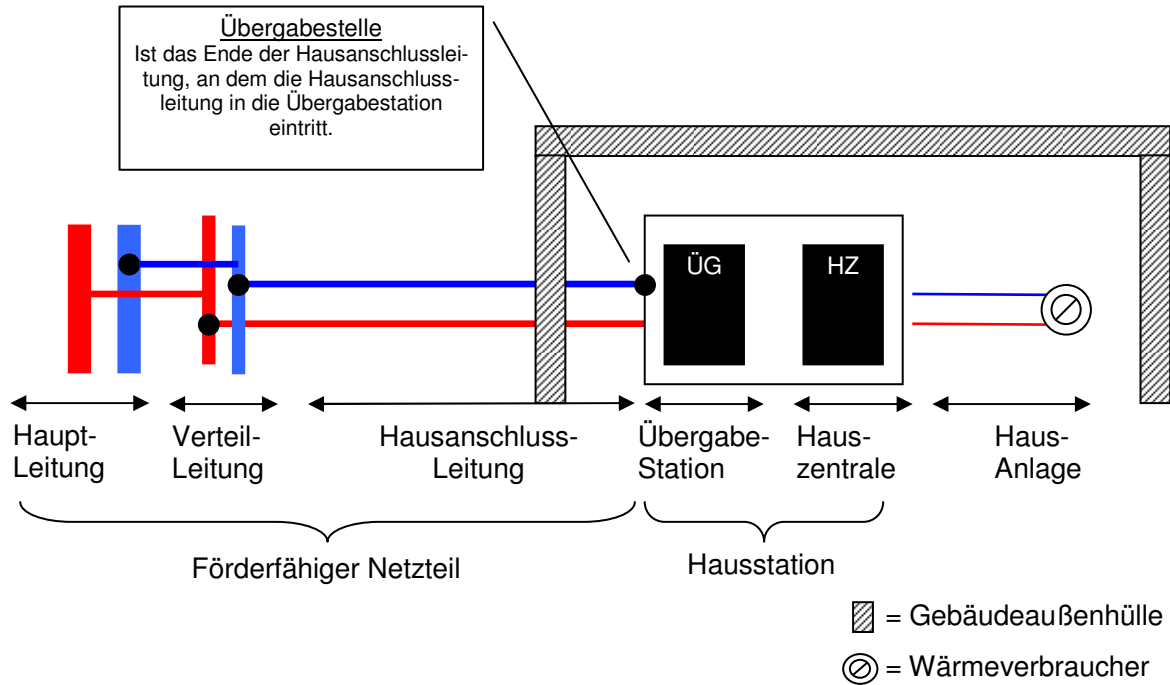 Übergabestelle
Ist das Ende der Hausanschlusslei-
tung, an dem die Hausanschluss-
leitung in die Übergabestation
eintritt.
ÜG
HZ
Haupt-
Leitung
Verteil-
Leitung
Hausanschluss-
Leitung
Übergabe-
Station
Haus-
zentrale
Haus-
Anlage
Förderfähiger Netzteil
Hausstation
= Gebäudeaußenhülle
= Wärmeverbraucher